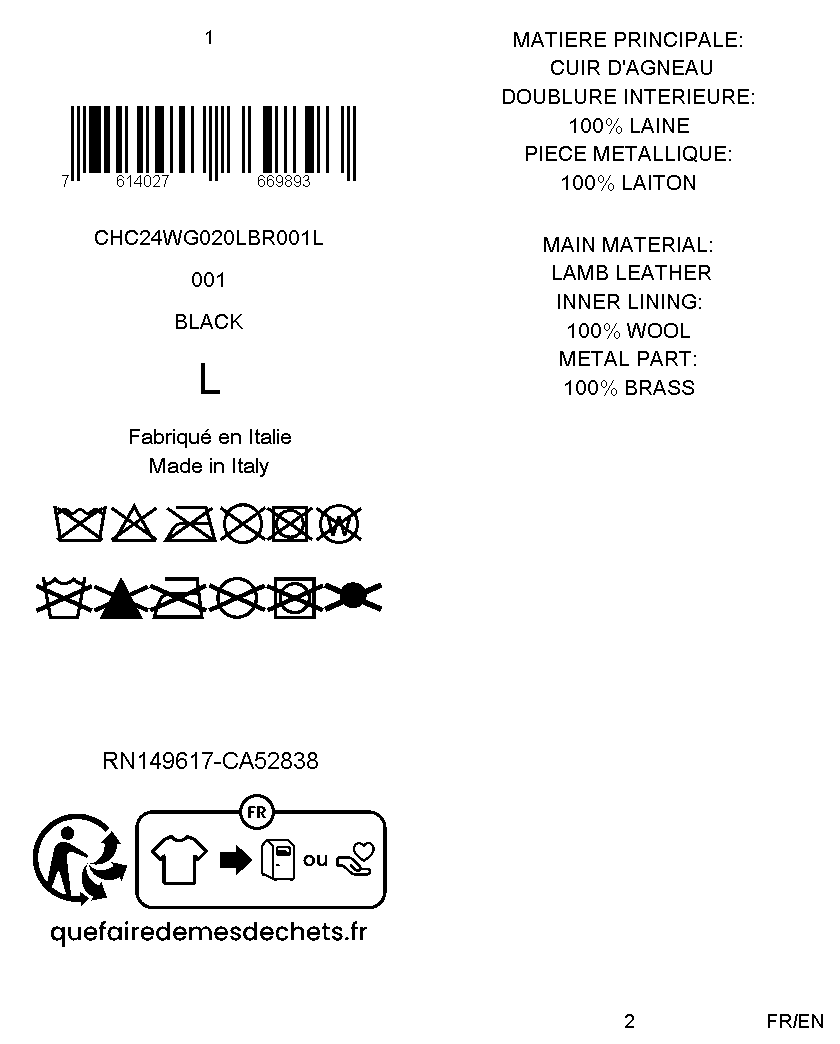 1
7 614027 669893
CHC24WG020LBR001L
001
BLACK
L
Fabriqué en Italie
Made in Italy
W
RN149617-CA52838
FR
ou
quefairedemesdechets.fr
MATIERE PRINCIPALE:
CUIR D'AGNEAU
DOUBLURE INTERIEURE:
100% LAINE
PIECE METALLIQUE:
100% LAITON
MAIN MATERIAL:
LAMB LEATHER
INNER LINING:
100% WOOL
METAL PART:
100% BRASS
2
FR/EN